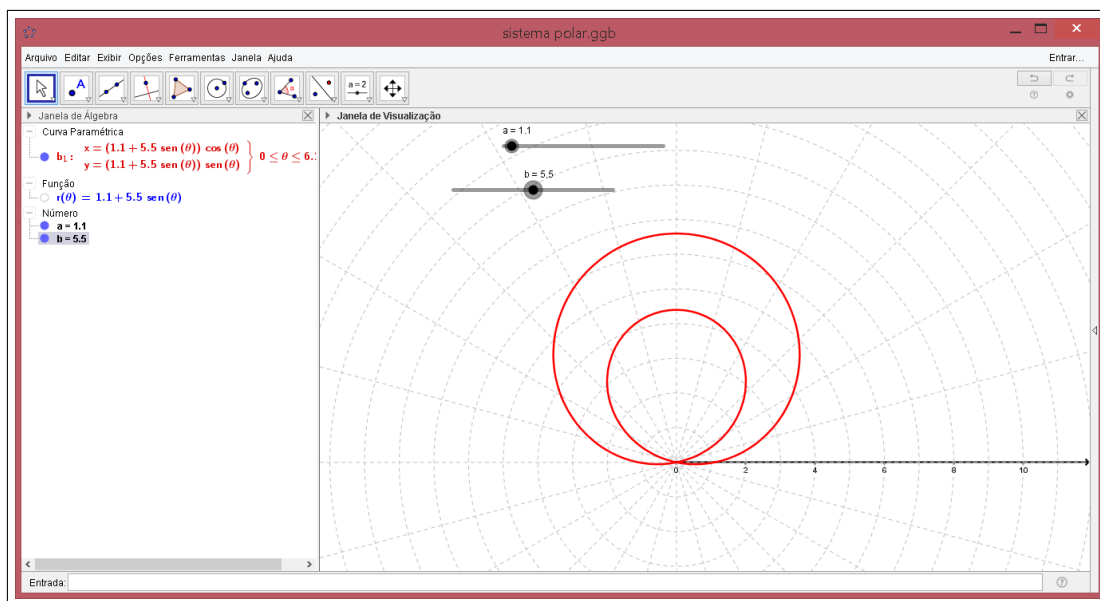 sistema polar.ggb
Arquivo Editar Exibir Opções Ferramentas Janela Ajuda
Entrar...
A
α
a=2
Janela de Álgebra
Janela de Visualização
Curva Paramétrica
b₁: x = (1.1 + 5.5 sen (θ)) cos (θ)
y = (1.1 + 5.5 sen (θ)) sen (θ) } 0 ≤ θ ≤ 6.
Função
r(θ) = 1.1 + 5.5 sen (θ)
Número
a = 1.1
b = 5.5
a = 1.1
b = 5.5
0 2 4 6 8 10
Entrada: